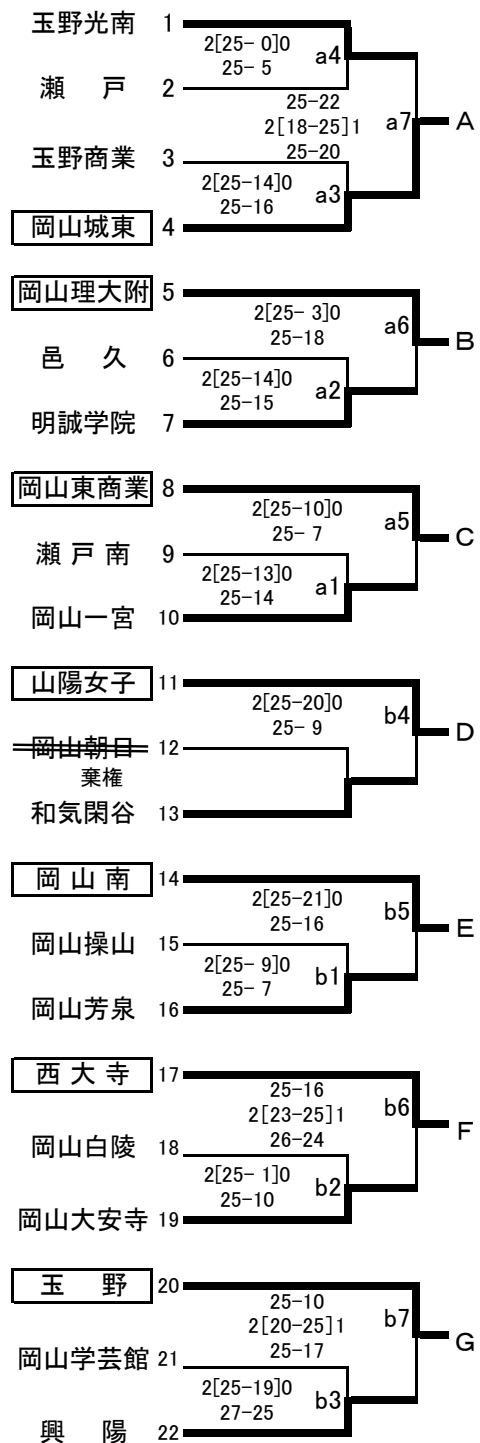 玉野光南 1
2[25- 0]0
25- 5
a4
瀬 戸 2
25-22
2[18-25]1
25-20
a7
A
玉野商業 3
2[25-14]0
25-16
a3
岡山城東 4
岡山理大附 5
2[25- 3]0
25-18
a6
B
邑 久 6
2[25-14]0
25-15
a2
明誠学院 7
岡山東商業 8
2[25-10]0
25- 7
a5
C
瀬 戸 南 9
2[25-13]0
25-14
a1
岡山一宮 10
山陽女子 11
2[25-20]0
25- 9
b4
D
岡山朝日 12
棄権
和気閑谷 13
岡 山 南 14
2[25-21]0
25-16
b5
E
岡山操山 15
2[25- 9]0
25- 7
b1
岡山芳泉 16
西 大 寺 17
25-16
2[23-25]1
26-24
b6
F
岡山白陵 18
2[25- 1]0
25-10
b2
岡山大安寺 19
玉 野 20
25-10
2[20-25]1
25-17
b7
G
岡山学芸館 21
2[25-19]0
27-25
b3
興 陽 22